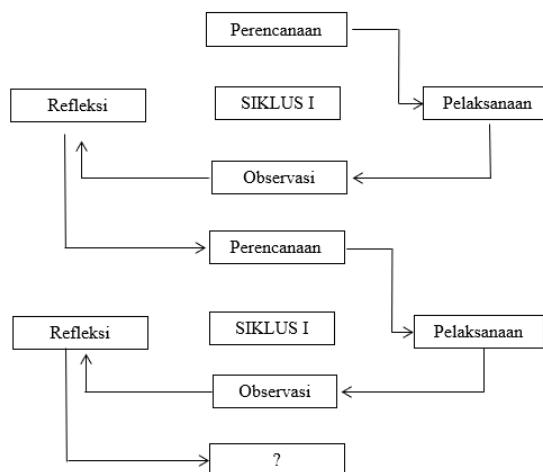 Perencanaan
Refleksi
SIKLUS I
Pelaksanaan
Observasi
Perencanaan
Refleksi
SIKLUS I
Pelaksanaan
Observasi
?